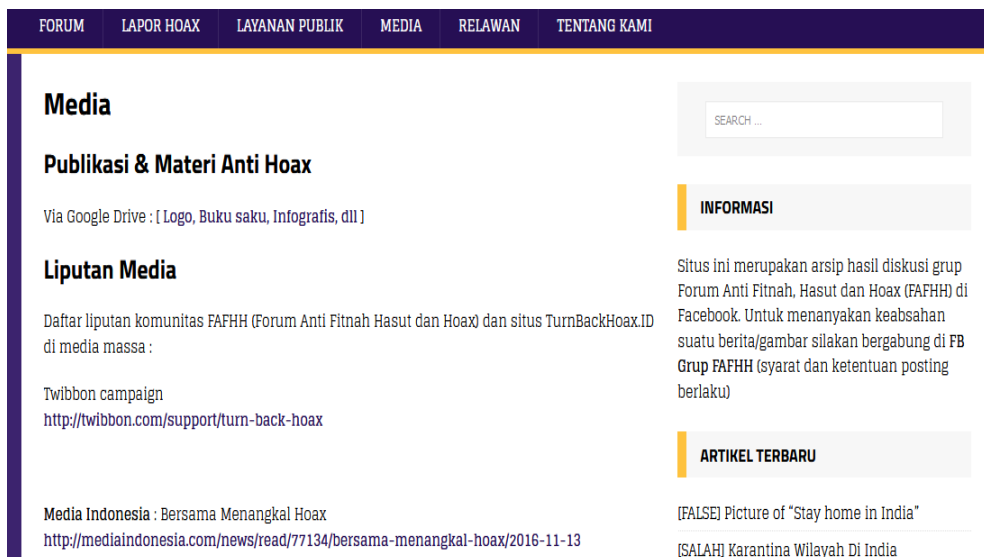 FORUM LAPOR HOAX LAYANAN PUBLIK MEDIA RELAWAN TENTANG KAMI
Media
Publikasi & Materi Anti Hoax
Via Google Drive : [ Logo, Buku saku, Infografis, dll ]
Liputan Media
Daftar liputan komunitas FAFHH (Forum Anti Fitnah Hasut dan Hoax) dan situs TurnBackHoax.ID
di media massa :
Twibbon campaign
http://twibbon.com/support/turn-back-hoax
Media Indonesia : Bersama Menangkal Hoax
http://mediaindonesia.com/news/read/77134/bersama-menangkal-hoax/2016-11-13
SEARCH ...
INFORMASI
Situs ini merupakan arsip hasil diskusi grup
Forum Anti Fitnah, Hasut dan Hoax (FAFHH) di
Facebook. Untuk menanyakan keabsahan
suatu berita/gambar silakan bergabung di FB
Grup FAFHH (syarat dan ketentuan posting
berlaku)
ARTIKEL TERBARU
[FALSE] Picture of “Stay home in India”
[SALAH] Karantina Wilayah Di India